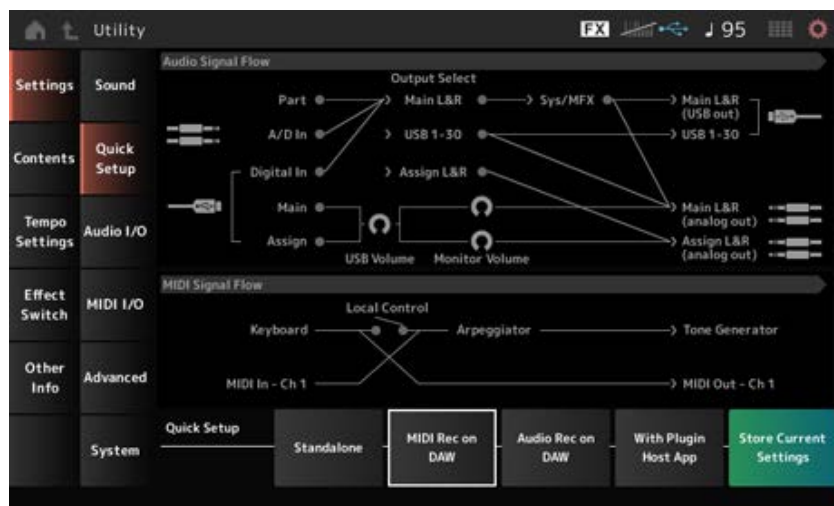 Utility
FX
♩ 95
Settings
Contents
Tempo
Settings
Effect
Switch
Other
Info
Sound
Quick
Setup
Audio I/O
MIDI I/O
Advanced
System
Audio Signal Flow
Output Select
Part
Main L&R
Sys/MFX
Main L&R
(USB out)
A/D In
USB 1-30
USB 1-30
Digital In
Assign L&R
Main
Main L&R
(analog out)
Assign
Assign L&R
(analog out)
USB Volume
Monitor Volume
MIDI Signal Flow
Local Control
Keyboard
Arpeggiator
Tone Generator
MIDI In - Ch 1
MIDI Out - Ch 1
Quick Setup
Standalone
MIDI Rec on
DAW
Audio Rec on
DAW
With Plugin
Host App
Store Current
Settings